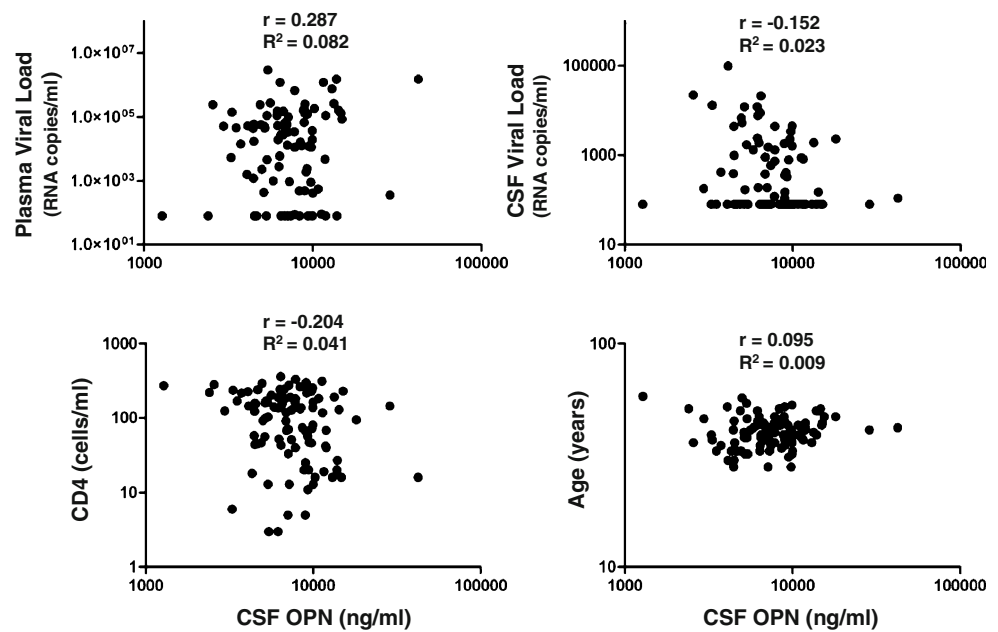 r = 0.287
R² = 0.082
Plasma Viral Load
(RNA copies/ml)
1.0×10⁰⁷
1.0×10⁰⁵
1.0×10⁰³
1.0×10⁰¹
1000
10000
100000
r = -0.152
R² = 0.023
CSF Viral Load
(RNA copies/ml)
100000
1000
10
1000
10000
100000
r = -0.204
R² = 0.041
CD4 (cells/ml)
1000
100
10
1
1000
10000
100000
CSF OPN (ng/ml)
r = 0.095
R² = 0.009
Age (years)
100
10
1000
10000
100000
CSF OPN (ng/ml)